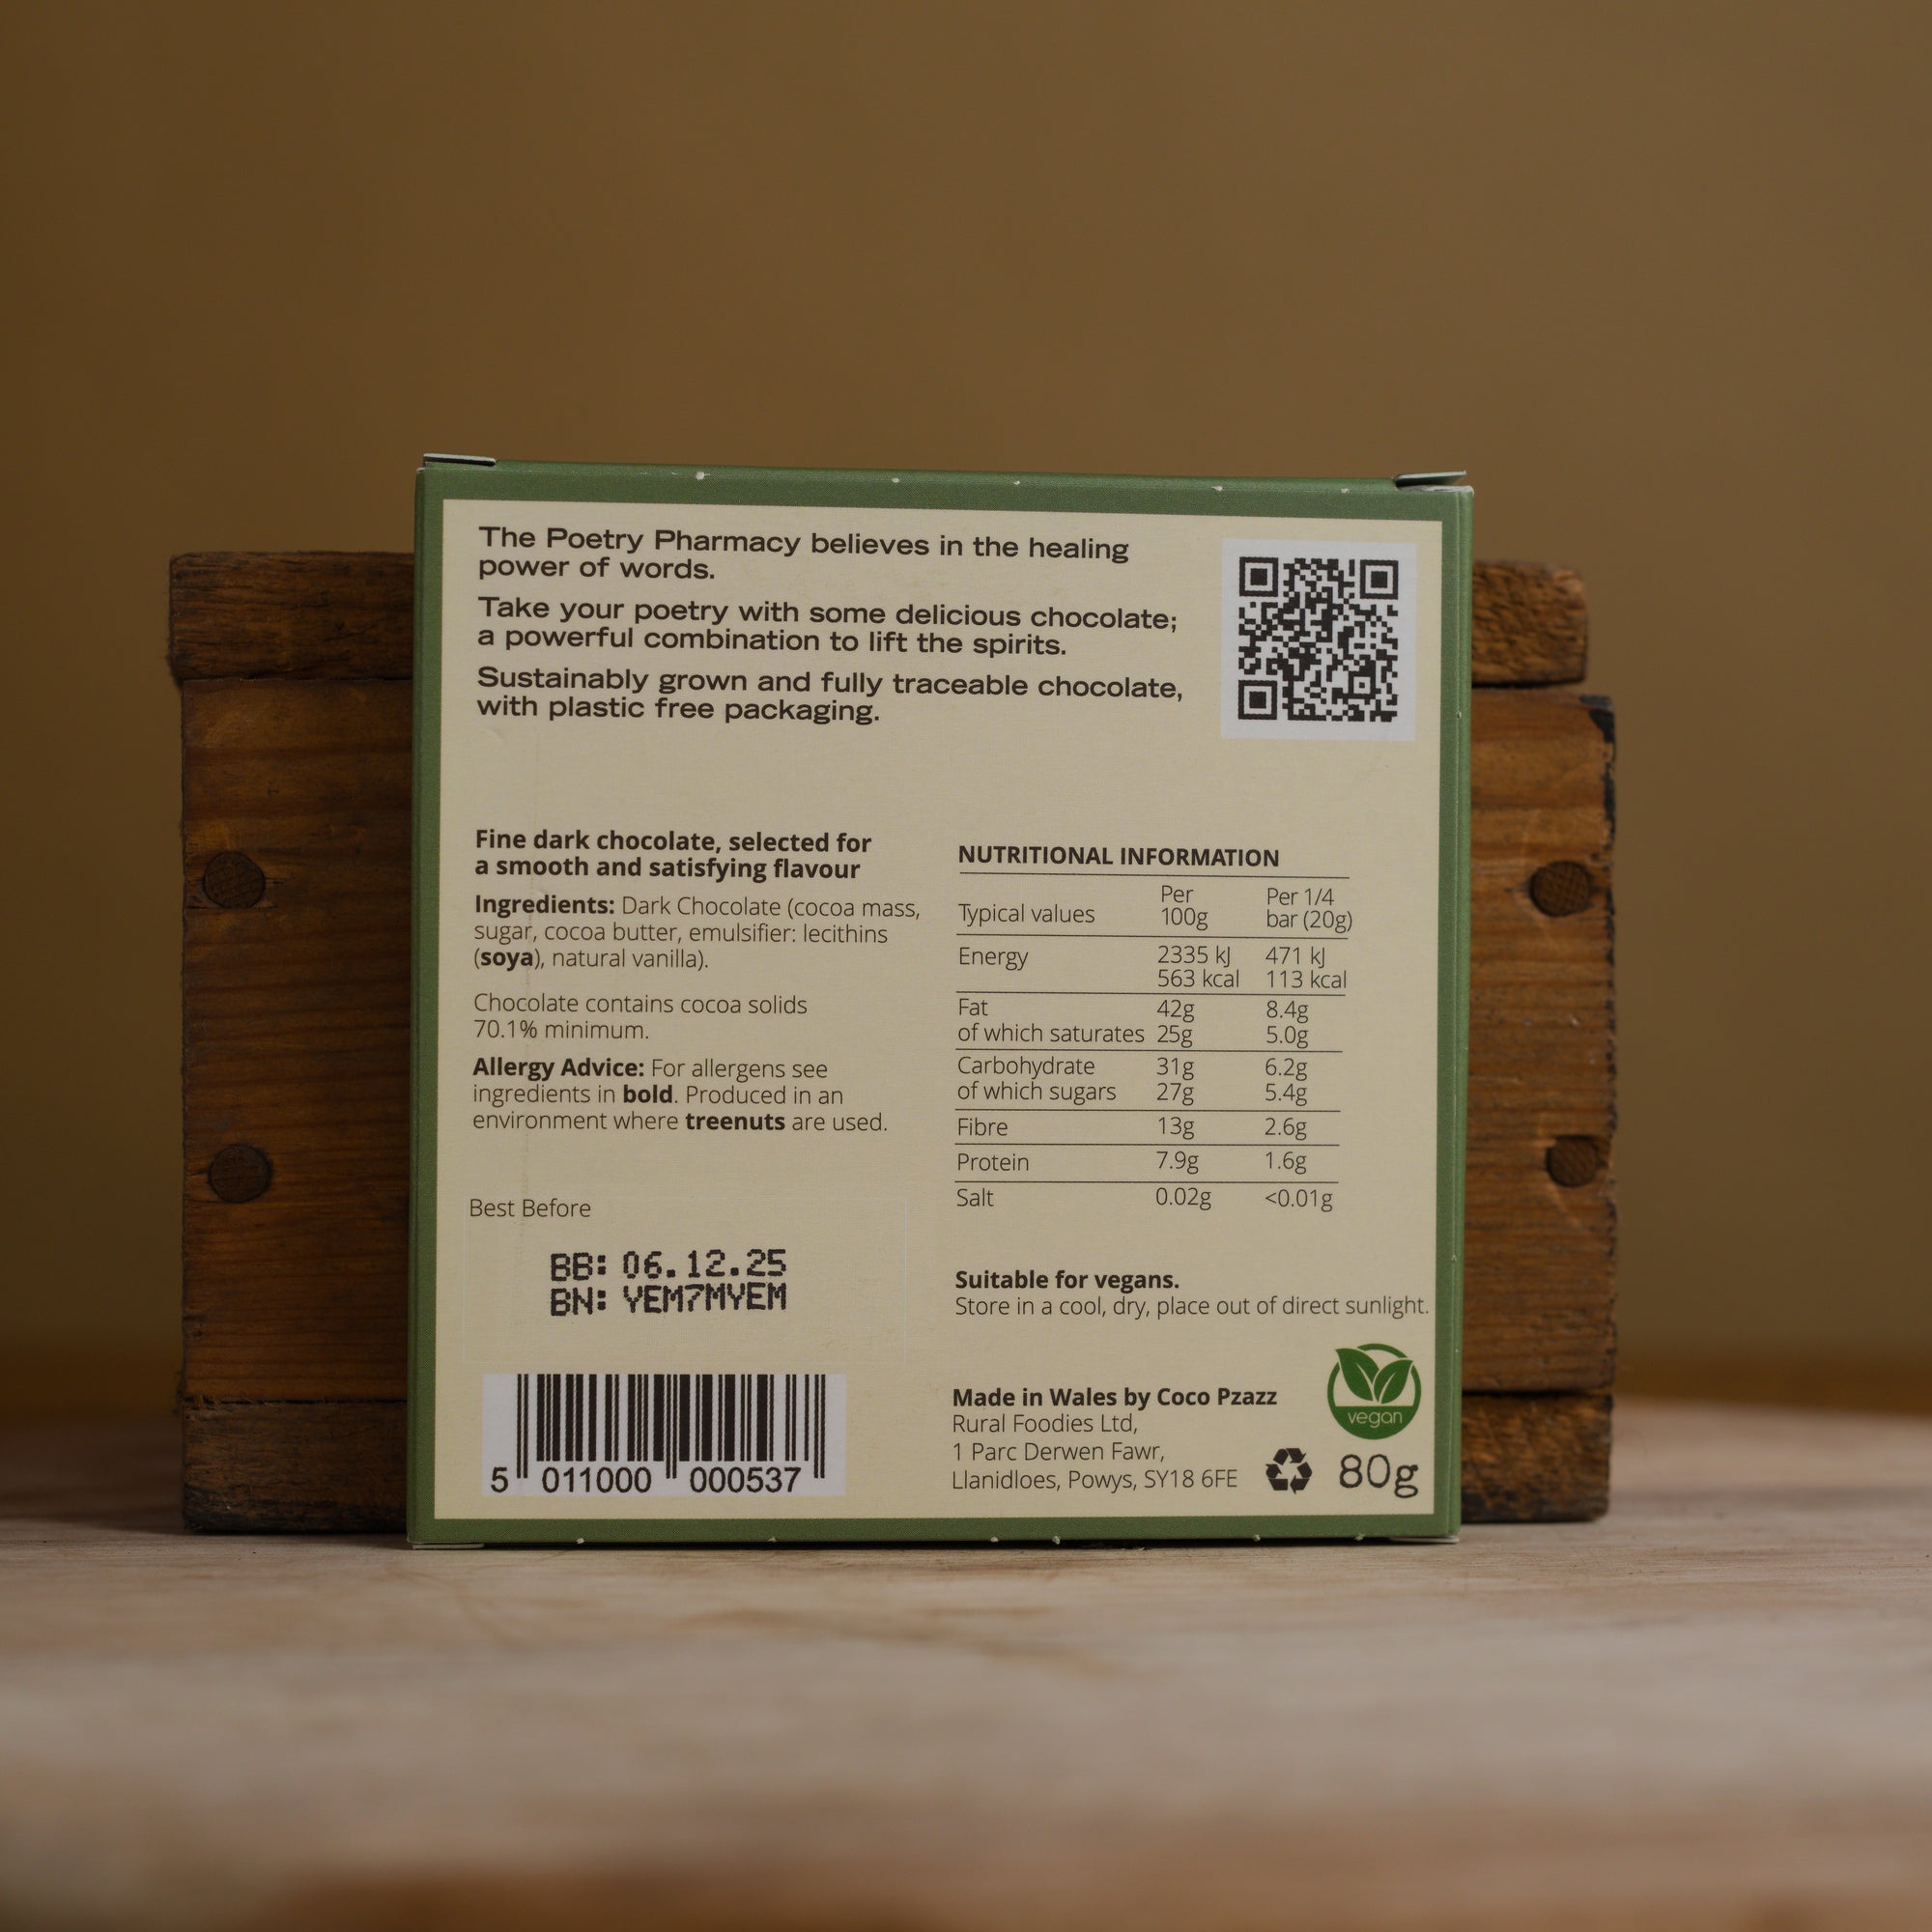 The Poetry Pharmacy believes in the healing
power of words.
Take your poetry with some delicious chocolate;
a powerful combination to lift the spirits.
Sustainably grown and fully traceable chocolate,
with plastic free packaging.
Fine dark chocolate, selected for
a smooth and satisfying flavour
Ingredients: Dark Chocolate (cocoa mass,
sugar, cocoa butter, emulsifier: lecithins
(soya), natural vanilla).
Chocolate contains cocoa solids
70.1% minimum.
Allergy Advice: For allergens see
ingredients in bold. Produced in an
environment where treenuts are used.
Best Before
BB: 06.12.25
BN: YEM7MYEM
5 011000 000537
NUTRITIONAL INFORMATION
Typical values Per 100g Per 1/4 bar (20g)
Energy 2335 kJ 471 kJ
563 kcal 113 kcal
Fat 42g 8.4g
of which saturates 25g 5.0g
Carbohydrate 31g 6.2g
of which sugars 27g 5.4g
Fibre 13g 2.6g
Protein 7.9g 1.6g
Salt 0.02g <0.01g
Suitable for vegans.
Store in a cool, dry, place out of direct sunlight.
Made in Wales by Coco Pzazz
Rural Foodies Ltd,
1 Parc Derwen Fawr,
Llanidloes, Powys, SY18 6FE
vegan
80g